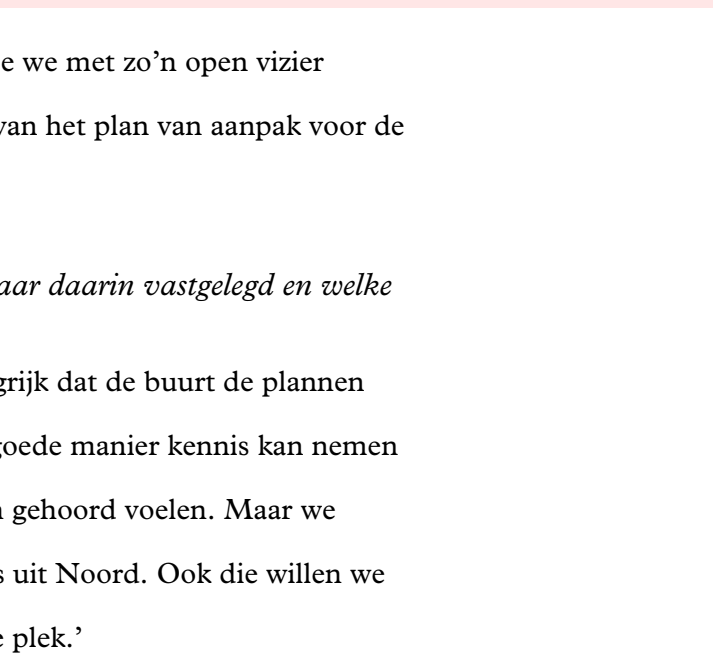 e we met zo’n open vizier
van het plan van aanpak voor de
aar daarin vastgelegd en welke
grijk dat de buurt de plannen
goede manier kennis kan nemen
n gehoord voelen. Maar we
s uit Noord. Ook die willen we
e plek.’